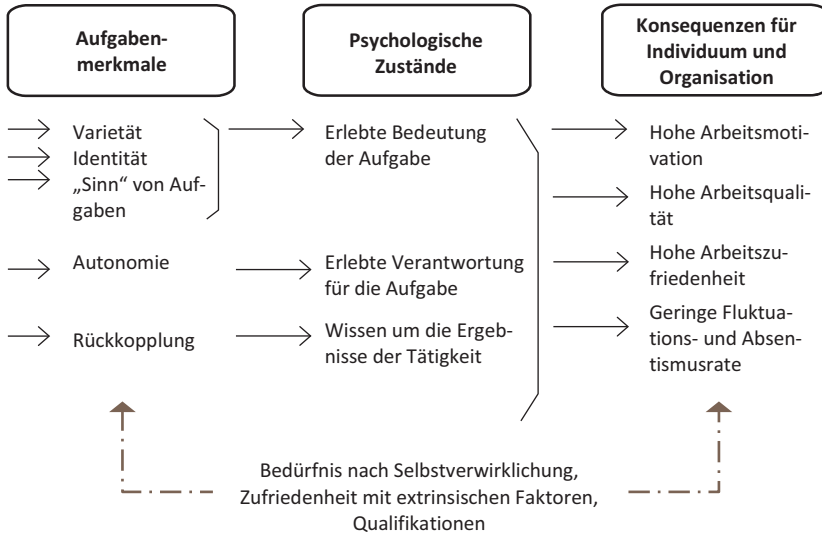 Aufgaben-
merkmale
Psychologische
Zustände
Konsequenzen für
Individuum und
Organisation
Varietät
Identität
„Sinn“ von Auf-
gaben
Autonomie
Rückkopplung
Erlebte Bedeutung
der Aufgabe
Erlebte Verantwortung
für die Aufgabe
Wissen um die Ergeb-
nisse der Tätigkeit
Hohe Arbeitsmoti-
vation
Hohe Arbeitsquali-
tät
Hohe Arbeitszu-
friedenheit
Geringe Fluktua-
tions- und Absen-
tismusrate
Bedürfnis nach Selbstverwirklichung,
Zufriedenheit mit extrinsischen Faktoren,
Qualifikationen